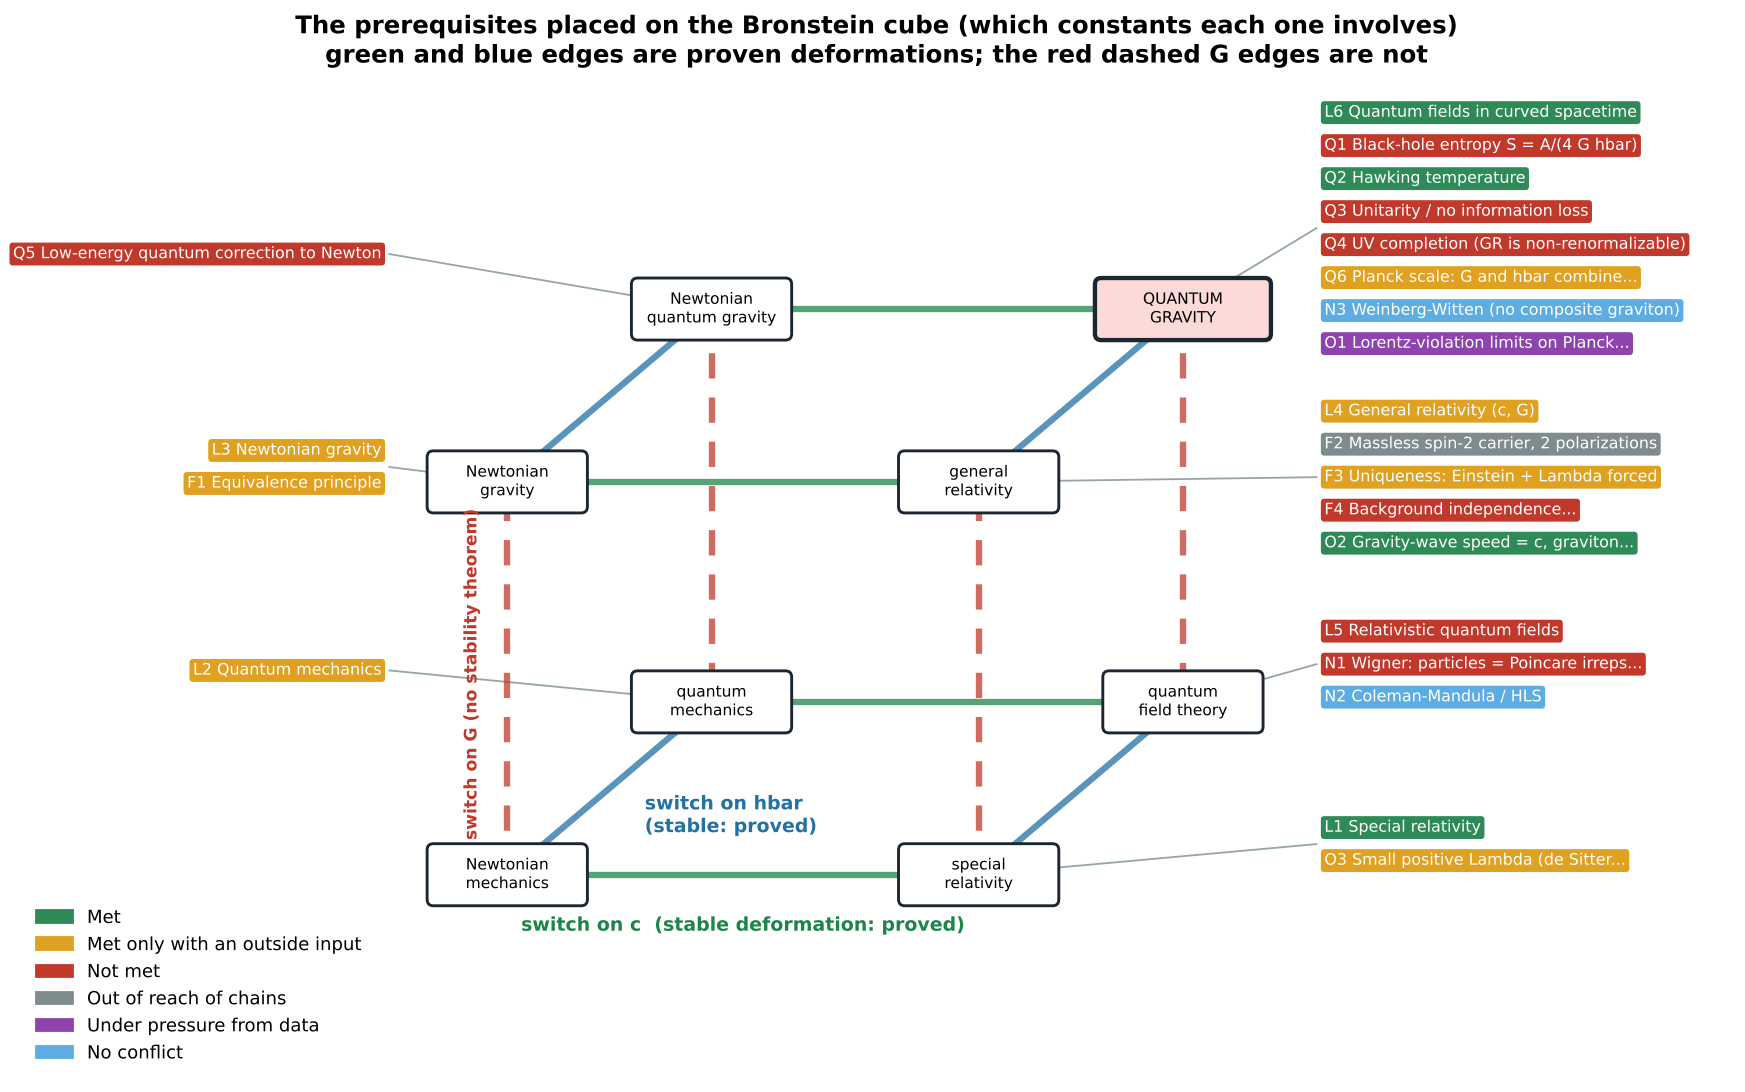 The prerequisites placed on the Bronstein cube (which constants each one involves)
green and blue edges are proven deformations; the red dashed G edges are not
L6 Quantum fields in curved spacetime
Q1 Black-hole entropy S = A/(4 G hbar)
Q2 Hawking temperature
Q3 Unitarity / no information loss
Q4 UV completion (GR is non-renormalizable)
Q6 Planck scale: G and hbar combine...
N3 Weinberg-Witten (no composite graviton)
O1 Lorentz-violation limits on Planck...
Q5 Low-energy quantum correction to Newton
Newtonian
quantum gravity
QUANTUM
GRAVITY
L3 Newtonian gravity
F1 Equivalence principle
Newtonian
gravity
general
relativity
L4 General relativity (c, G)
F2 Massless spin-2 carrier, 2 polarizations
F3 Uniqueness: Einstein + Lambda forced
F4 Background independence...
O2 Gravity-wave speed = c, graviton...
switch on G (no stability theorem)
L2 Quantum mechanics
quantum
mechanics
quantum
field theory
L5 Relativistic quantum fields
N1 Wigner: particles = Poincare irreps...
N2 Coleman-Mandula / HLS
switch on hbar
(stable: proved)
Newtonian
mechanics
special
relativity
L1 Special relativity
O3 Small positive Lambda (de Sitter...
switch on c  (stable deformation: proved)
Met
Met only with an outside input
Not met
Out of reach of chains
Under pressure from data
No conflict